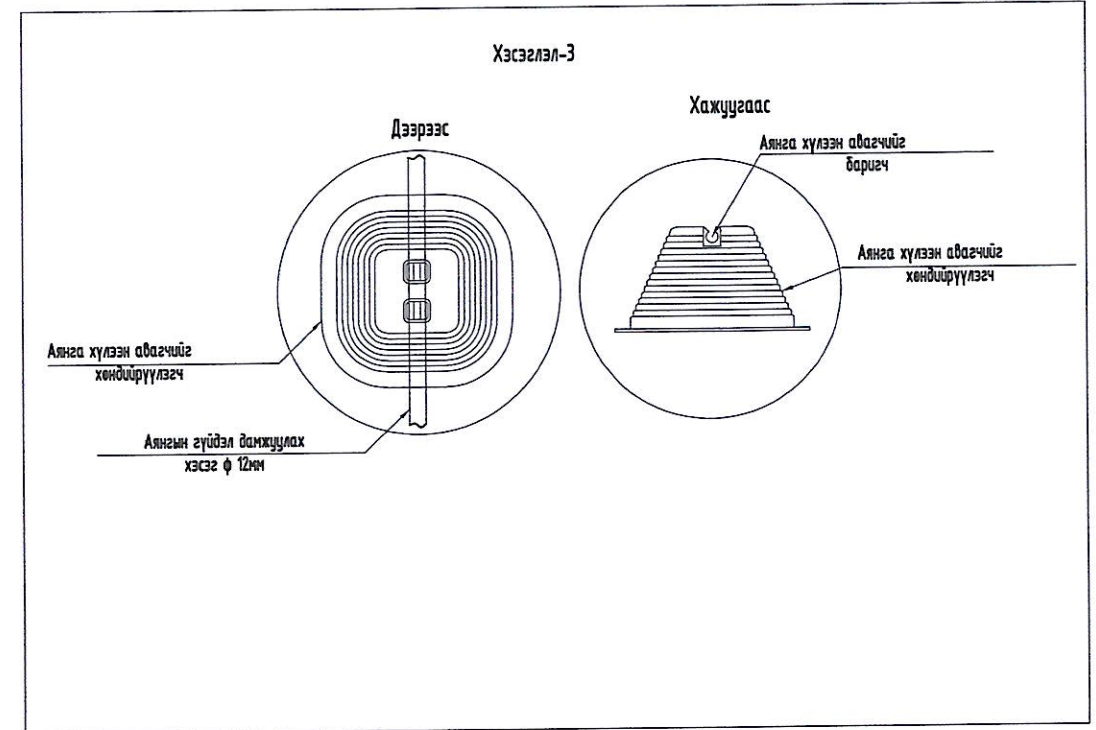 Хэсэглэл-3
Дээрээс
Хажуугаас
Аянга хүлээн авагчийг
баригч
Аянга хүлээн авагчийг
хөндийрүүлэгч
Аянга хүлээн авагчийг
хөндийрүүлэгч
Аянгын гүйдэл дамжуулах
хэсэг ф 12мм